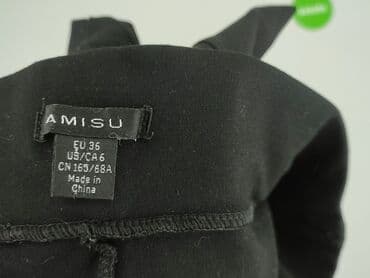 AMISU
EU 36
US/CA 6
CN 165/68A
Made in
China